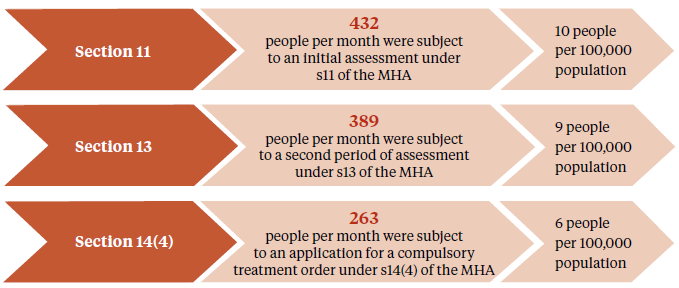 Section 11
432
people per month were subject
to an initial assessment under
s11 of the MHA
10 people
per 100,000
population
Section 13
389
people per month were subject
to a second period of assessment
under s13 of the MHA
9 people
per 100,000
population
Section 14(4)
263
people per month were subject
to an application for a compulsory
treatment order under s14(4) of the MHA
6 people
per 100,000
population